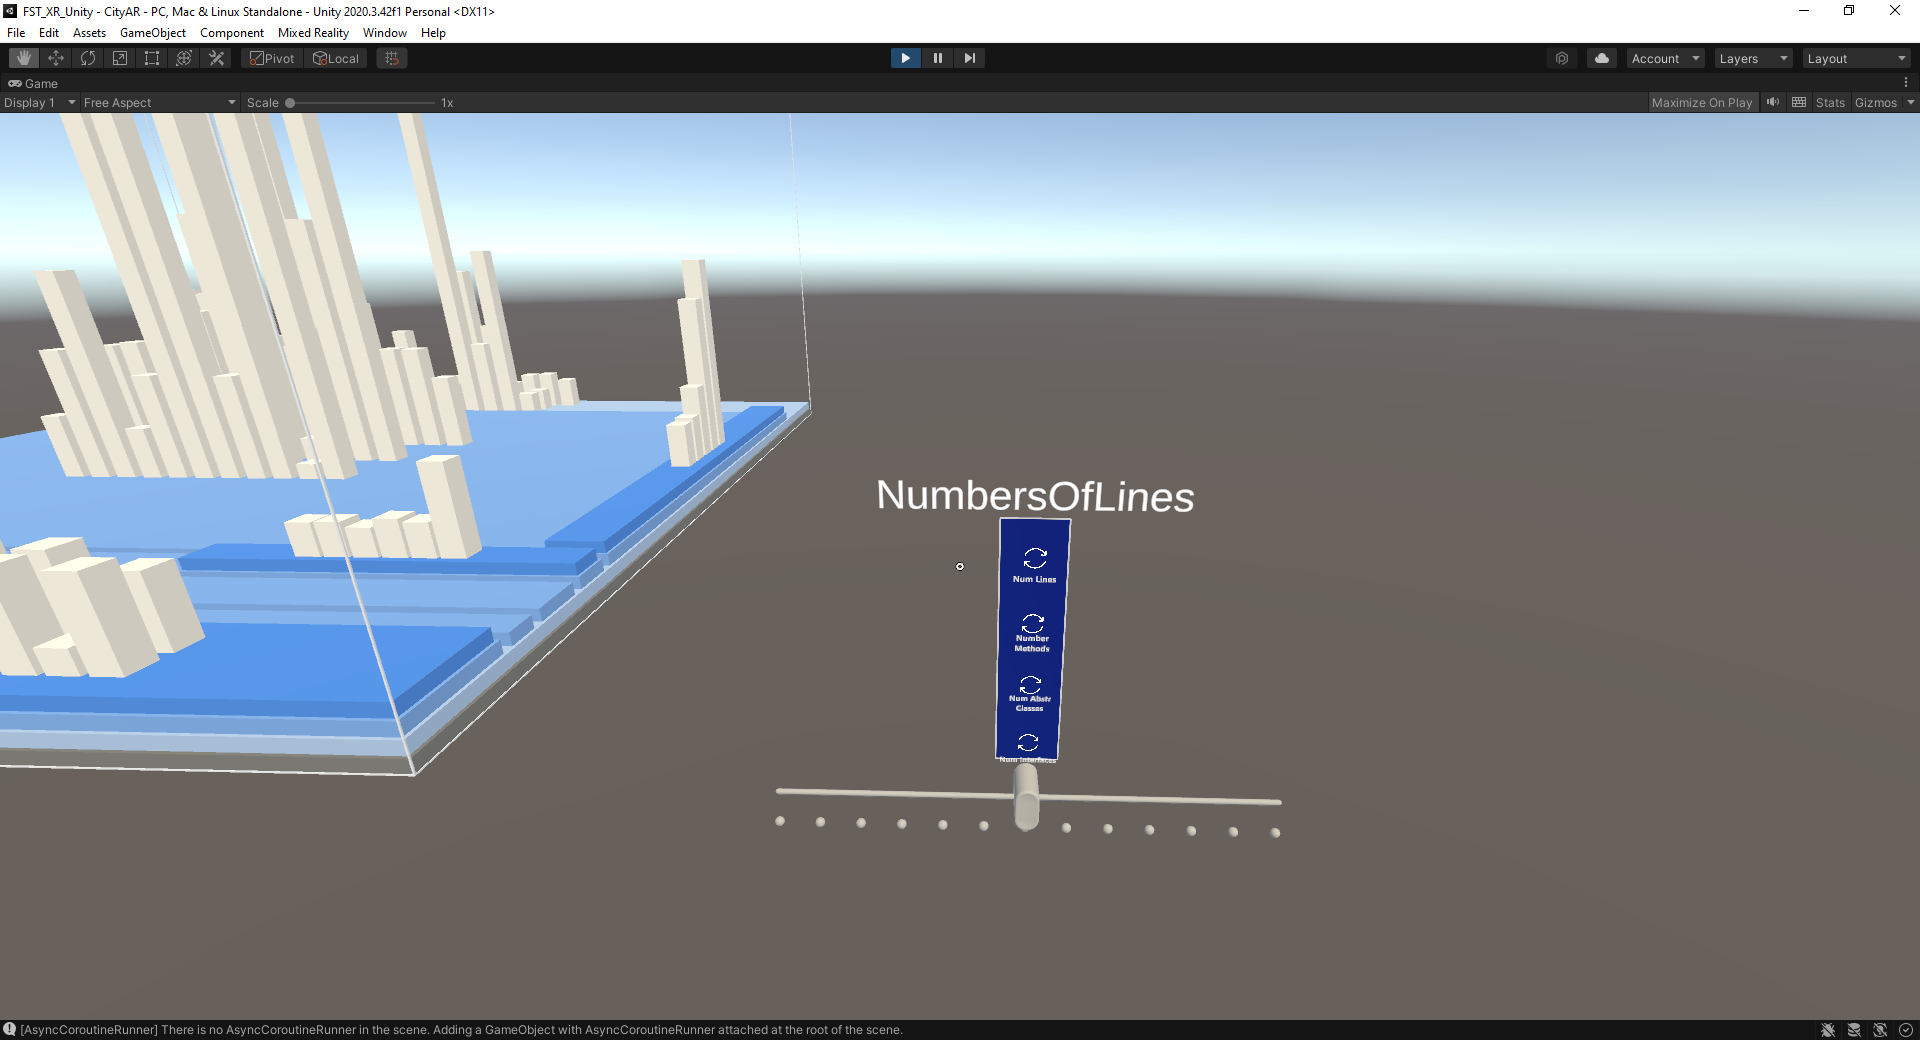 FST_XR_Unity - CityAR - PC, Mac & Linux Standalone - Unity 2020.3.42f1 Personal <DX11>
File Edit Assets GameObject Component Mixed Reality Window Help
Pivot Local Account Layers Layout
Game
Display 1 Free Aspect Scale 1x Maximize On Play Stats Gizmos
NumbersOfLines
Num Lines
Number
Methods
Num Abstr
Classes
Num Interfaces
[AsyncCoroutineRunner] There is no AsyncCoroutineRunner in the scene. Adding a GameObject with AsyncCoroutineRunner attached at the root of the scene.